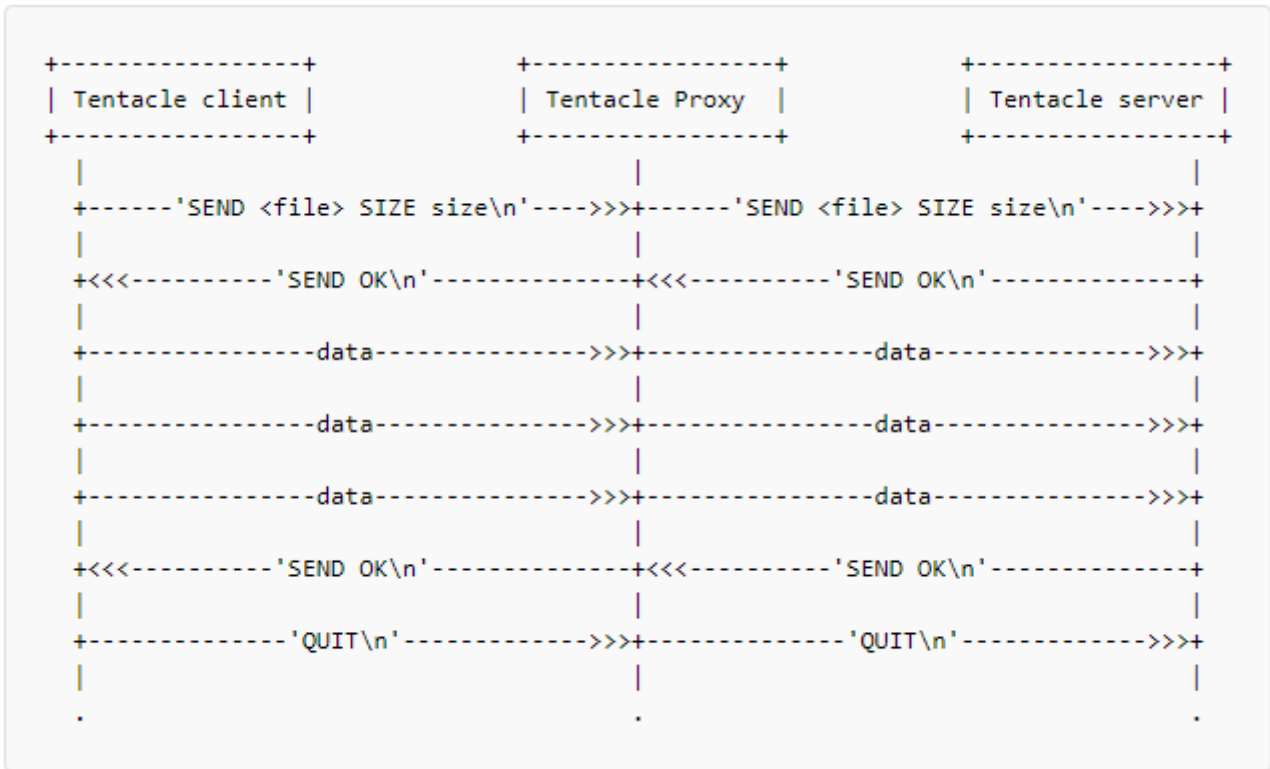 +-----------------+ +-----------------+ +-----------------+
| Tentacle client | | Tentacle Proxy | | Tentacle server |
+-----------------+ +-----------------+ +-----------------+
| | |
+------'SEND <file> SIZE size\n'---->>>+------'SEND <file> SIZE size\n'---->>>+
| | |
+<<<----------'SEND OK\n'--------------+<<<----------'SEND OK\n'--------------+
| | |
+----------------data--------------->>>+----------------data--------------->>>+
| | |
+----------------data--------------->>>+----------------data--------------->>>+
| | |
+----------------data--------------->>>+----------------data--------------->>>+
| | |
+<<<----------'SEND OK\n'--------------+<<<----------'SEND OK\n'--------------+
| | |
+--------------'QUIT\n'------------->>>+--------------'QUIT\n'------------->>>+
| | |
. . .